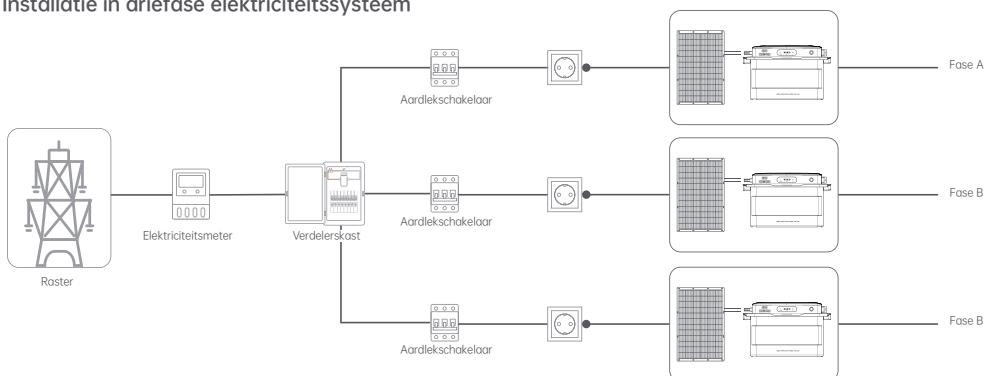 Installatie in driefase elektriciteitssysteem
Fase A
Aardlekschakelaar
Fase B
Aardlekschakelaar
Elektriciteitsmeter
Verdelerskast
Raster
Fase B
Aardlekschakelaar